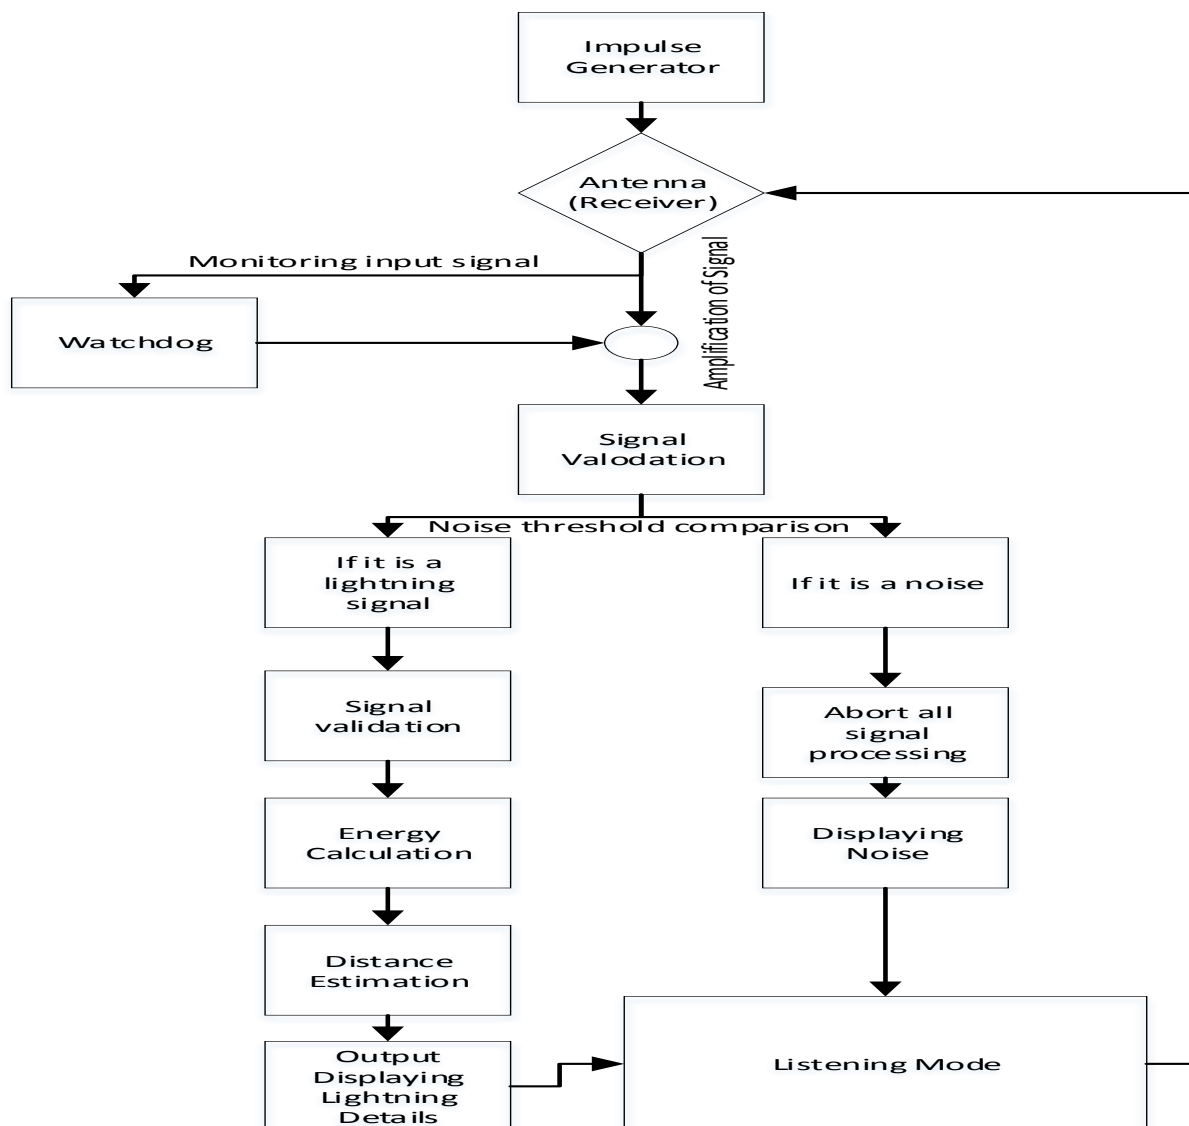 Impulse
Generator
Antenna
(Receiver)
Monitoring input signal
Amplification of Signal
Watchdog
Signal
Valodation
Noise threshold comparison
If it is a
lightning
signal
If it is a noise
Signal
validation
Abort all
signal
processing
Energy
Calculation
Displaying
Noise
Distance
Estimation
Output
Displaying
Lightning
Details
Listening Mode